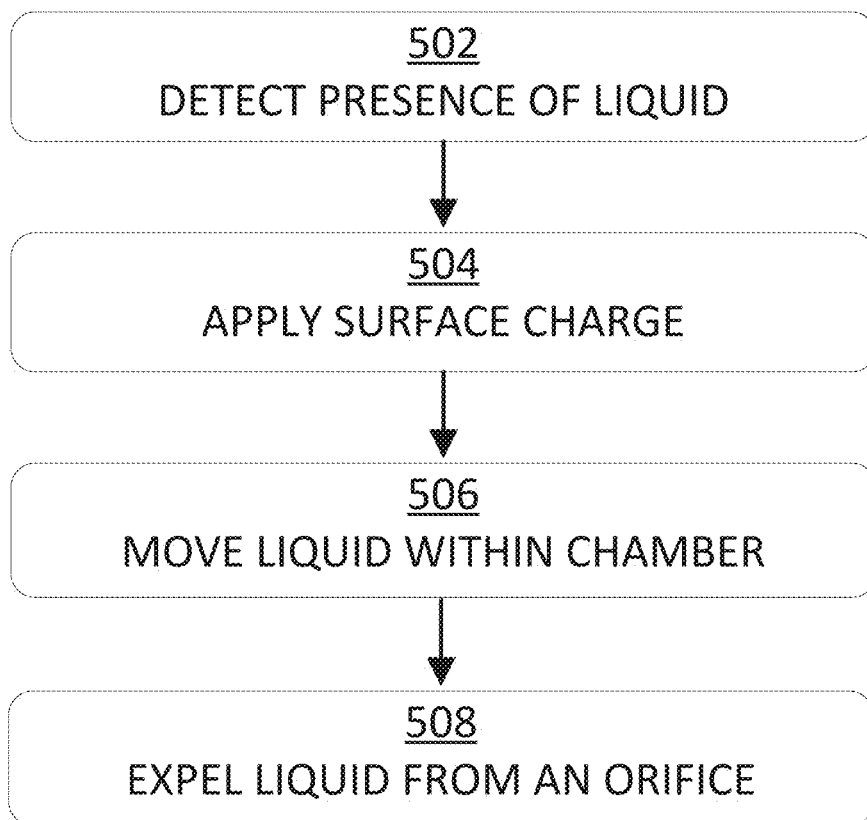 502
DETECT PRESENCE OF LIQUID
504
APPLY SURFACE CHARGE
506
MOVE LIQUID WITHIN CHAMBER
508
EXPEL LIQUID FROM AN ORIFICE